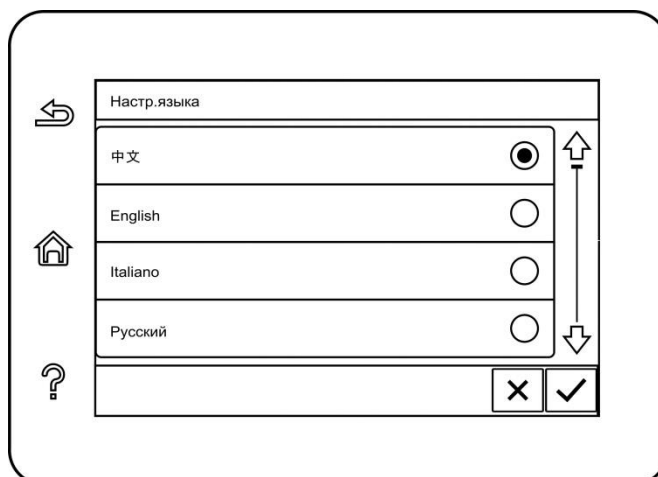 Настр.языка
中文
English
Italiano
Русский